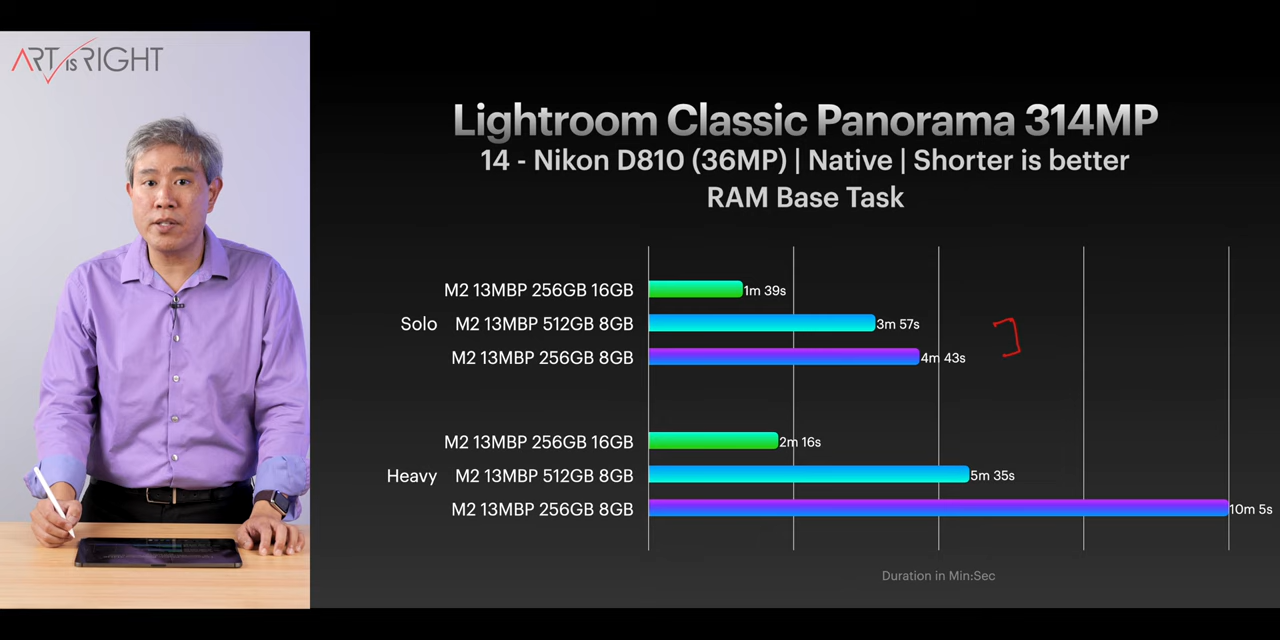 ART IS RIGHT
Lightroom Classic Panorama 314MP
14 - Nikon D810 (36MP) | Native | Shorter is better
RAM Base Task
M2 13MBP 256GB 16GB 1m 39s
Solo M2 13MBP 512GB 8GB 3m 57s
M2 13MBP 256GB 8GB 4m 43s
M2 13MBP 256GB 16GB 2m 16s
Heavy M2 13MBP 512GB 8GB 5m 35s
M2 13MBP 256GB 8GB 10m 5s
Duration in Min:Sec